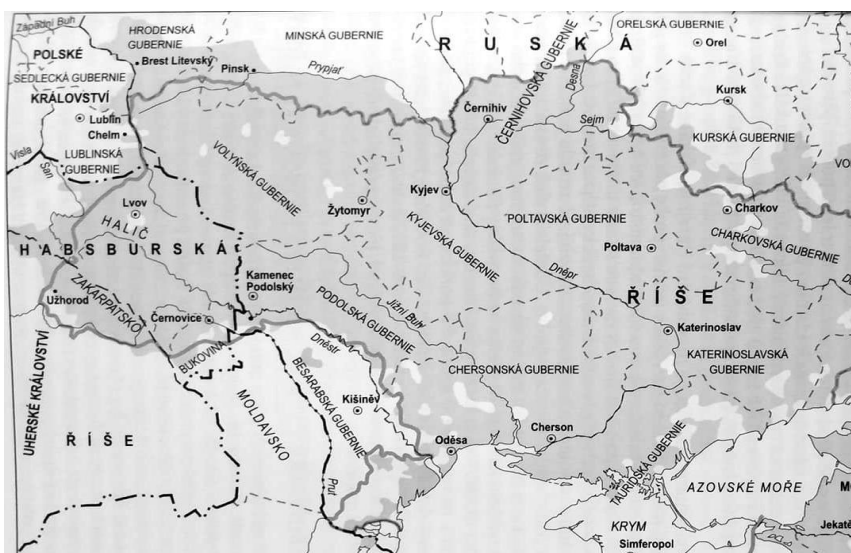 Západní Buh
HRODENSKÁ
GUBERNIE
MINSKÁ GUBERNIE
R U S K Á
ORELSKÁ GUBERNIE
Orel
POLSKÉ
Brest Litevský
Pinsk
Prypjať
SEDLECKÁ GUBERNIE
KRÁLOVSTVÍ
Lublin
Chelm
LUBLINSKÁ
GUBERNIE
Visla
San
ČERNIHOVSKÁ GUBERNIE
Desna
Černihiv
Sejm
Kursk
KURSKÁ GUBERNIE
VO
VOLYŇSKÁ GUBERNIE
Kyjev
Žytomyr
Lvov
HALIČ
KYJEVSKÁ GUBERNIE
POLTAVSKÁ GUBERNIE
Poltava
Charkov
CHARKOVSKÁ GUBERNIE
H A B S B U R S K Á
ZAKARPATSKO
Užhorod
Kamenec
Podolský
PODOLSKÁ GUBERNIE
Jižní Buh
Dněpr
Ř Í Š E
Černovice
BUKOVINA
Dněstr
Katerinoslav
KATERINOSLAVSKÁ
GUBERNIE
CHERSONSKÁ GUBERNIE
UHERSKÉ KRÁLOVSTVÍ
Ř Í Š E
MOLDAVSKO
BESARABSKÁ GUBERNIE
Kišiněv
Prut
Oděsa
Cherson
TAURIDSKÁ GUBERNIE
AZOVSKÉ MOŘE
KRYM
Simferopol
Jekatě